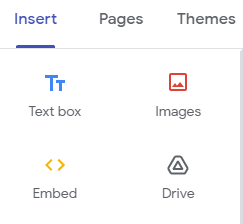 Insert Pages Themes
Text box Images
Embed Drive